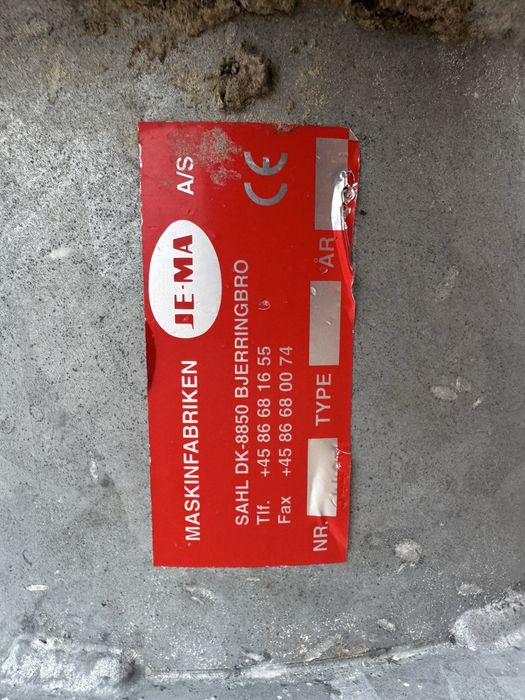 MASKINFABRIKEN JE-MA A/S
SAHL DK-8850 BJERRINGBRO
Tlf. +45 86 68 16 55
Fax +45 86 68 00 74
CE
NR. TYPE ÅR